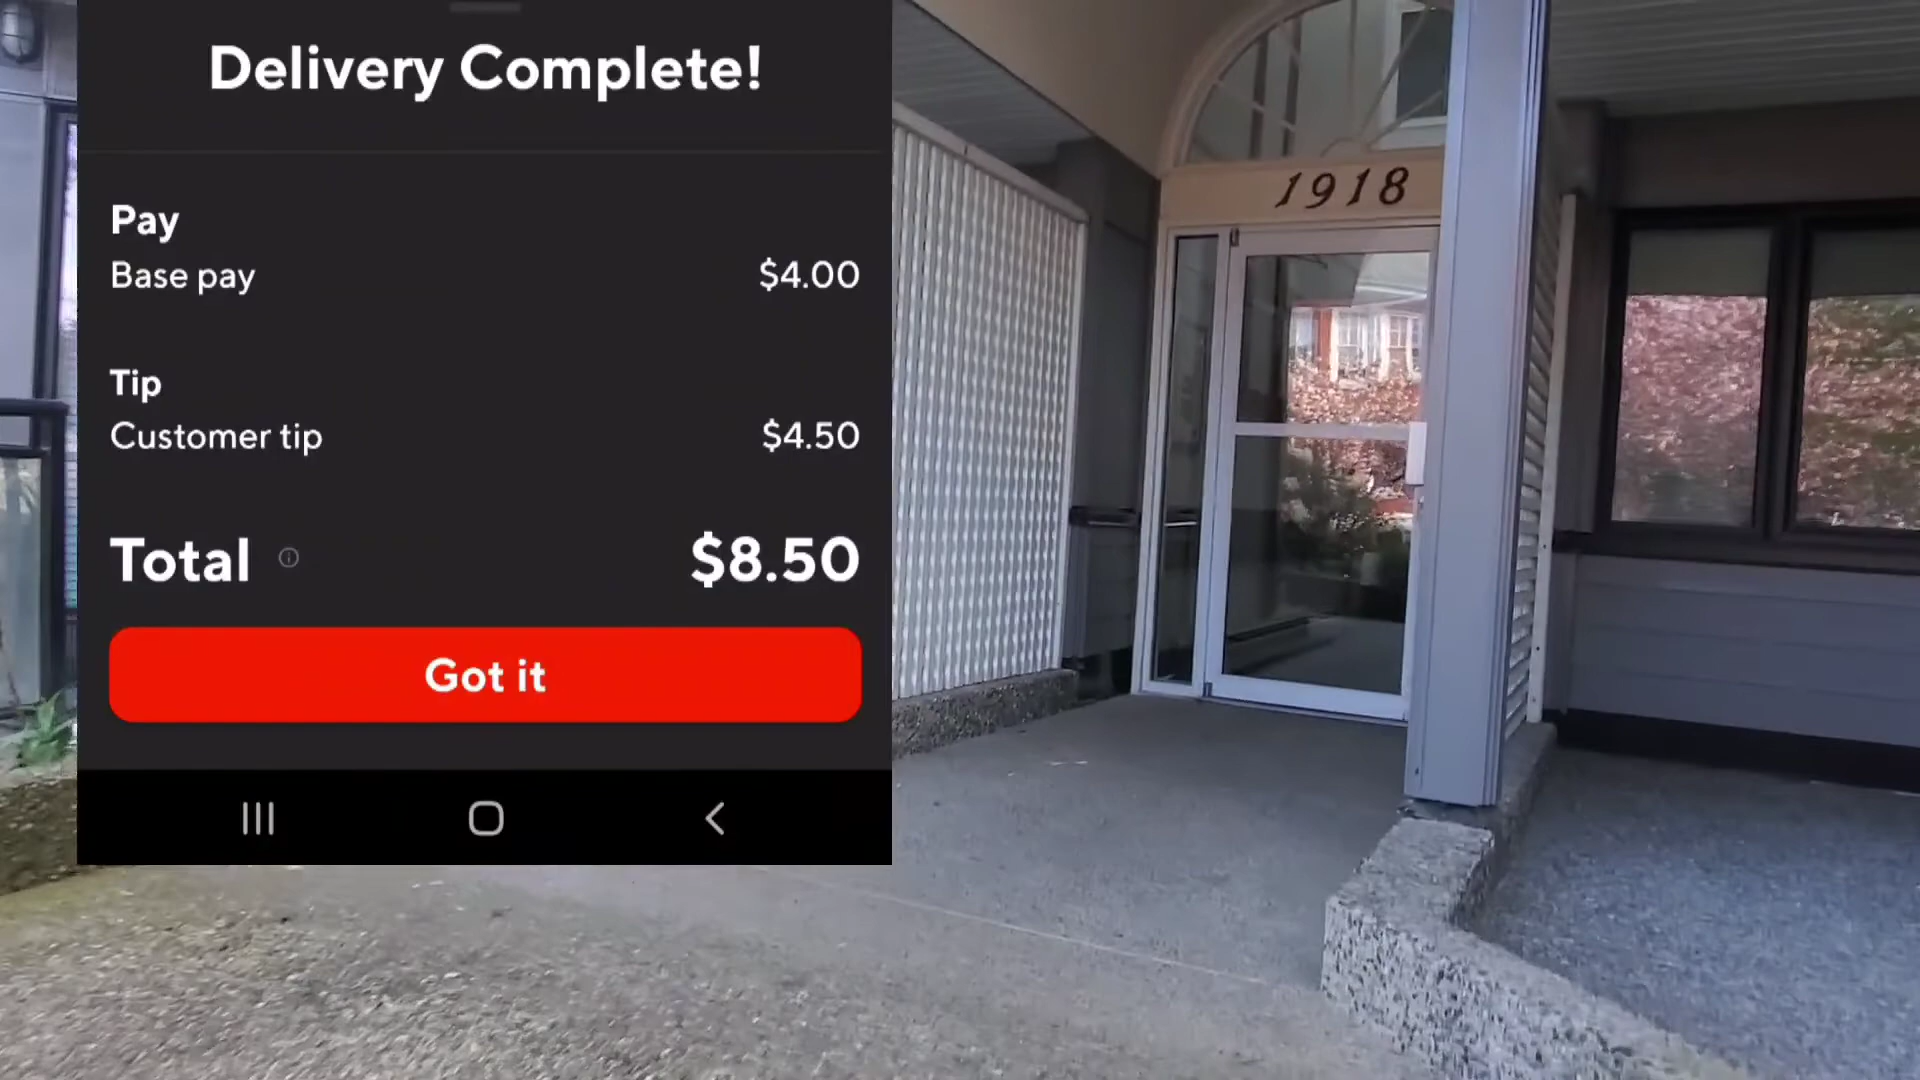 Delivery Complete!
Pay
Base pay $4.00
Tip
Customer tip $4.50
Total $8.50
Got it
1918